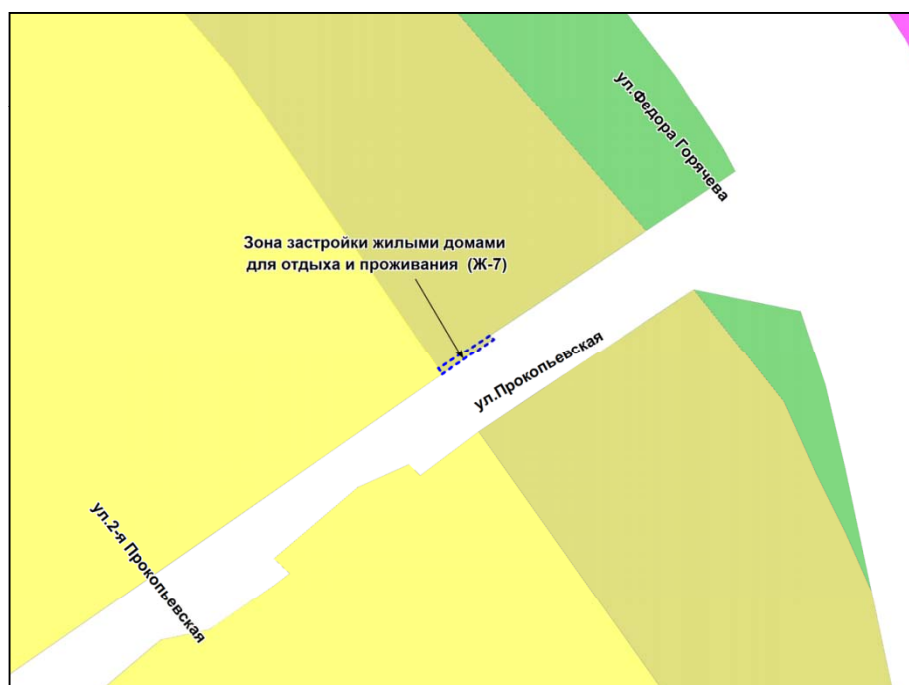 ул.Федора Горячева
Зона застройки жилыми домами
для отдыха и проживания (Ж-7)
ул.Прокопьевская
ул.2-я Прокопьевская